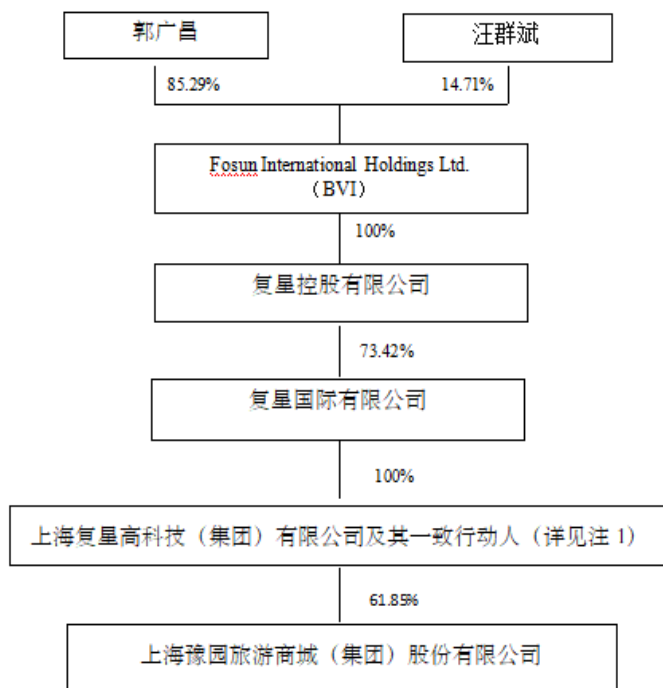 郭广昌
汪群斌
85.29%
14.71%
Fosun International Holdings Ltd.
（BVI）
100%
复星控股有限公司
73.42%
复星国际有限公司
100%
上海复星高科技（集团）有限公司及其一致行动人（详见注 1）
61.85%
上海豫园旅游商城（集团）股份有限公司